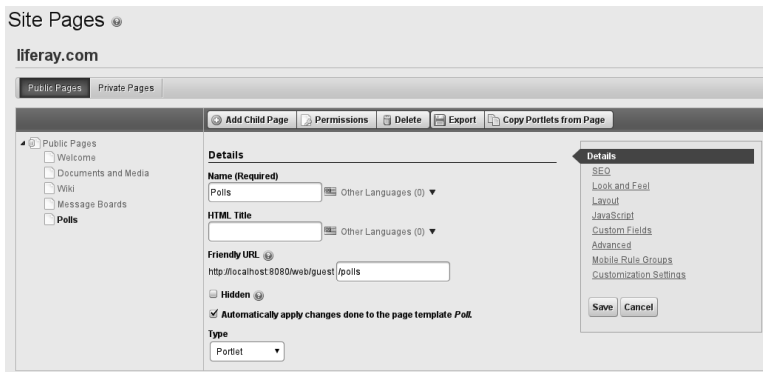 Site Pages
liferay.com
Public Pages Private Pages
Add Child Page Permissions Delete Export Copy Portlets from Page
Public Pages
Welcome
Documents and Media
Wiki
Message Boards
Polls
Details
Name (Required)
Polls Other Languages (0) ▼
HTML Title
Other Languages (0) ▼
Friendly URL
http://localhost:8080/web/guest /polls
Hidden
Automatically apply changes done to the page template Poll.
Type
Portlet
Details
SEO
Look and Feel
Layout
JavaScript
Custom Fields
Advanced
Mobile Rule Groups
Customization Settings
Save Cancel